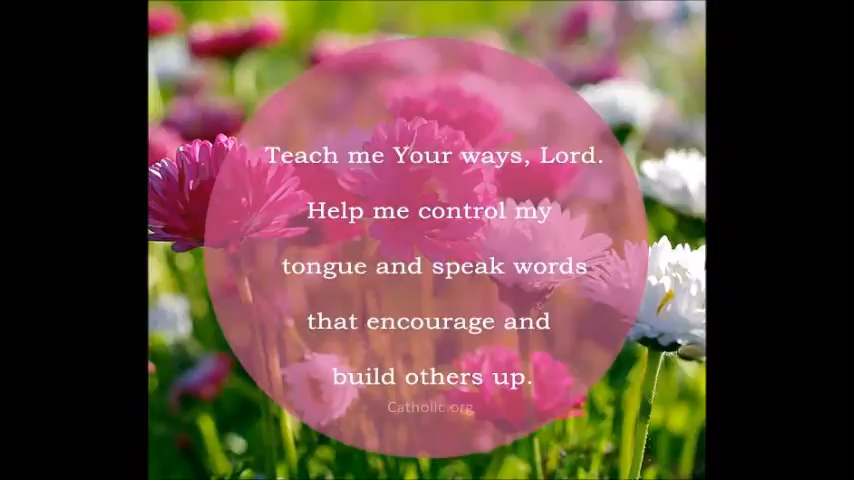 Teach me Your ways, Lord.
Help me control my
tongue and speak words
that encourage and
build others up.
Catholic.org